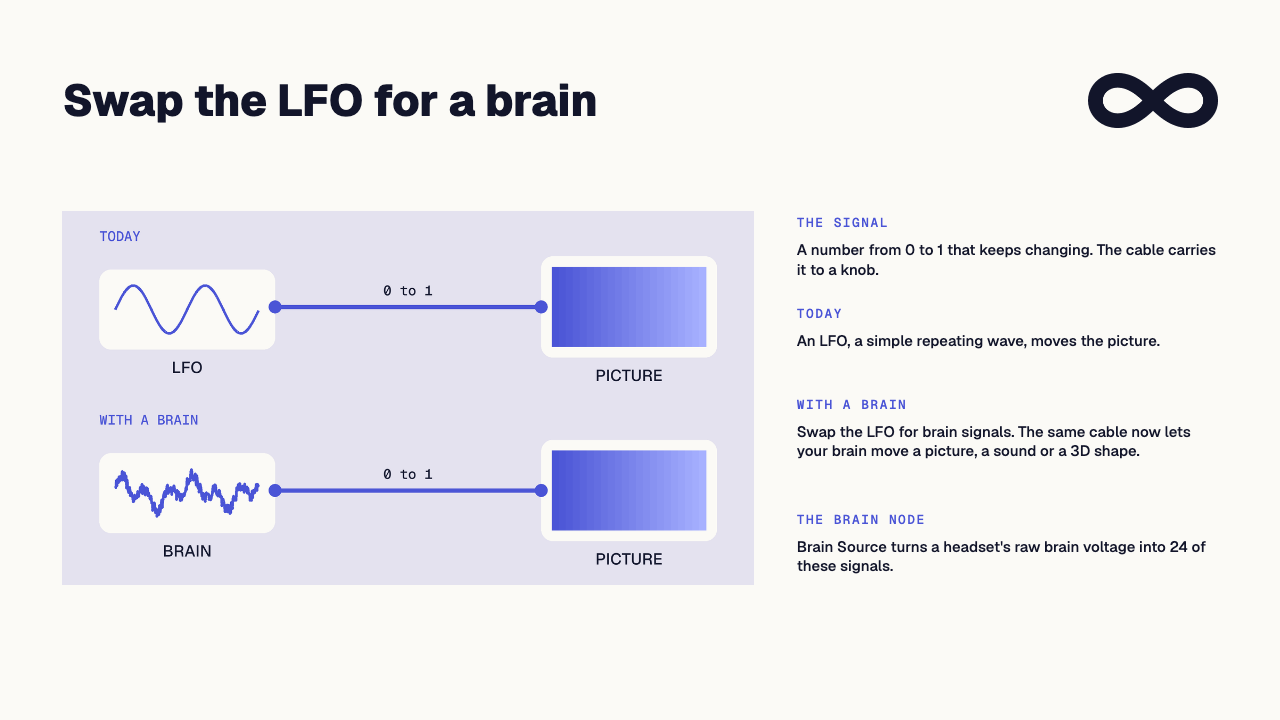 Swap the LFO for a brain
TODAY
0 to 1
LFO
PICTURE
WITH A BRAIN
0 to 1
BRAIN
PICTURE
THE SIGNAL
A number from 0 to 1 that keeps changing. The cable carries
it to a knob.
TODAY
An LFO, a simple repeating wave, moves the picture.
WITH A BRAIN
Swap the LFO for brain signals. The same cable now lets
your brain move a picture, a sound or a 3D shape.
THE BRAIN NODE
Brain Source turns a headset's raw brain voltage into 24 of
these signals.